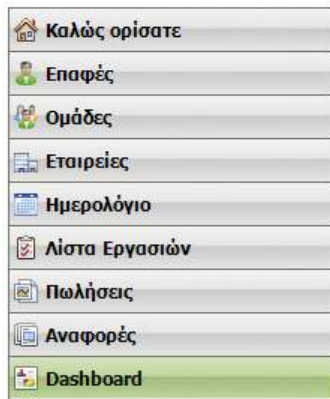 Καλώς ορίσατε
Επαφές
Ομάδες
Εταιρείες
Ημερολόγιο
Λίστα Εργασιών
Πωλήσεις
Αναφορές
Dashboard